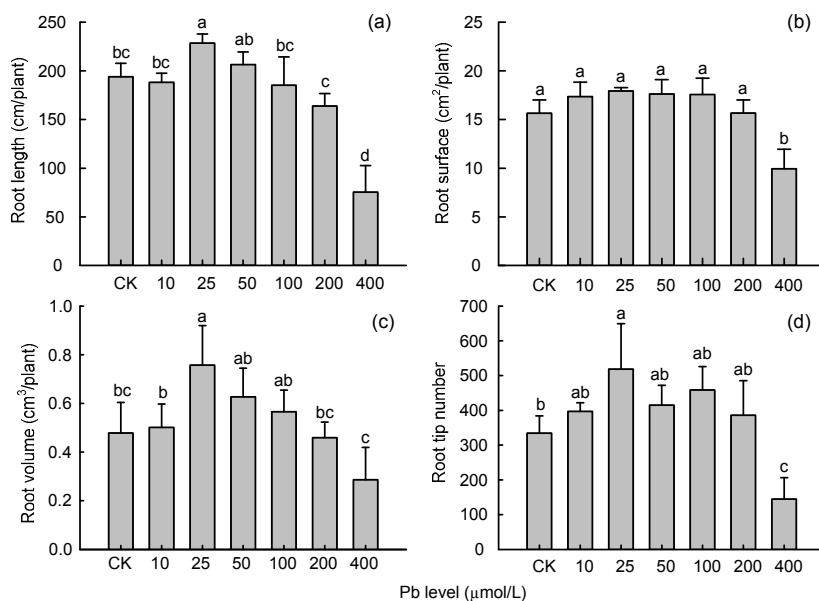 (a)
Root length (cm/plant)
250
200
150
100
50
0
bc
bc
a
ab
bc
c
d
CK 10 25 50 100 200 400
(b)
Root surface (cm²/plant)
25
20
15
10
5
0
a
a
a
a
a
a
b
CK 10 25 50 100 200 400
(c)
Root volume (cm³/plant)
1.0
0.8
0.6
0.4
0.2
0.0
bc
b
a
ab
ab
bc
c
CK 10 25 50 100 200 400
(d)
Root tip number
700
600
500
400
300
200
100
0
b
ab
a
ab
ab
ab
c
CK 10 25 50 100 200 400
Pb level (μmol/L)